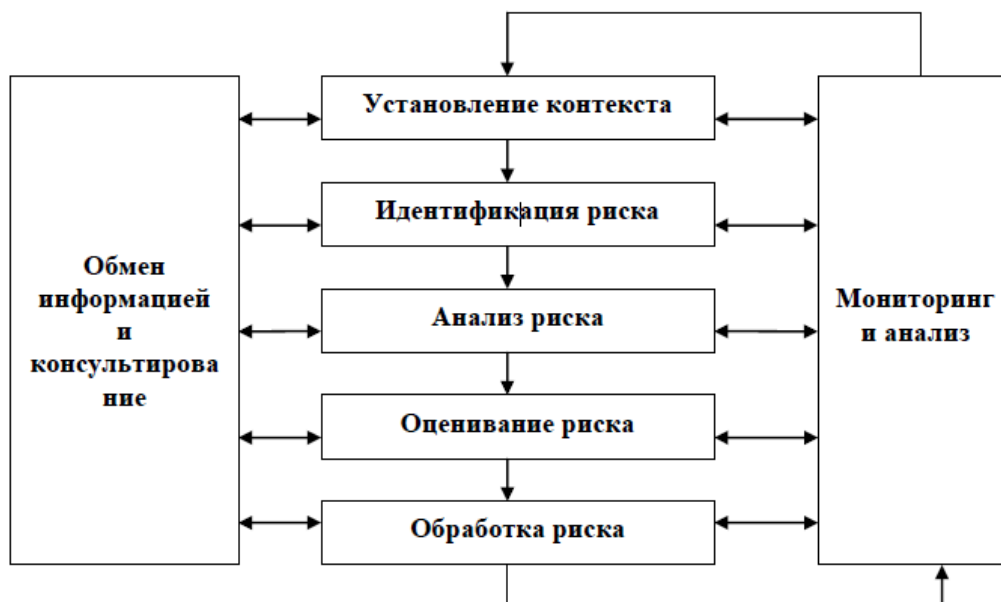 Установление контекста
Идентификация риска
Обмен
информацией
и
консультирова
ние
Анализ риска
Мониторинг
и анализ
Оценивание риска
Обработка риска